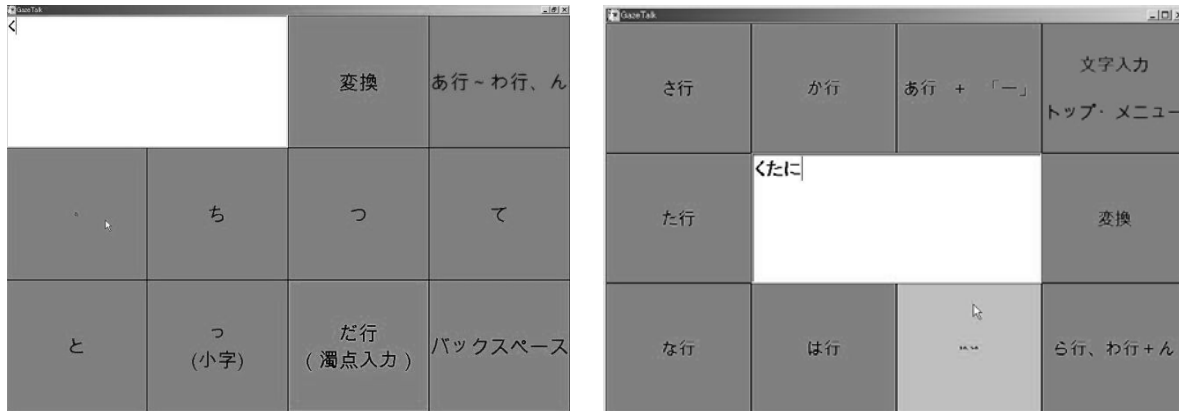 GazeTalk
く
変換
あ行~わ行、ん
ち
つ
て
と
っ
(小字)
だ行
(濁点入力)
バックスペース
GazeTalk
さ行
か行
あ行 + 「ー」
文字入力
トップ・メニュー
た行
くたに
変換
な行
は行
ら行、わ行+ん